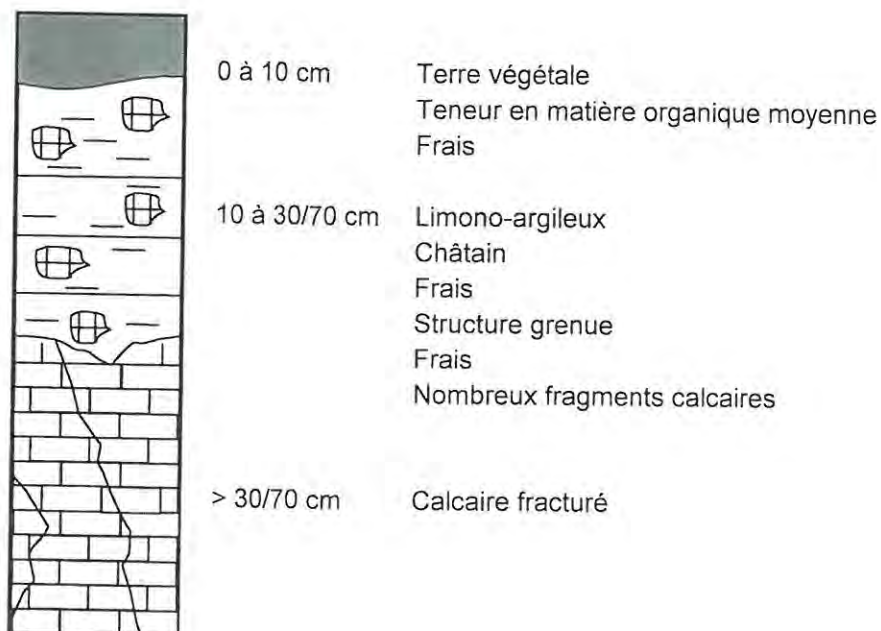 0 à 10 cm Terre végétale
Teneur en matière organique moyenne
Frais
10 à 30/70 cm Limono-argileux
Châtain
Frais
Structure grenue
Frais
Nombreux fragments calcaires
> 30/70 cm Calcaire fracturé